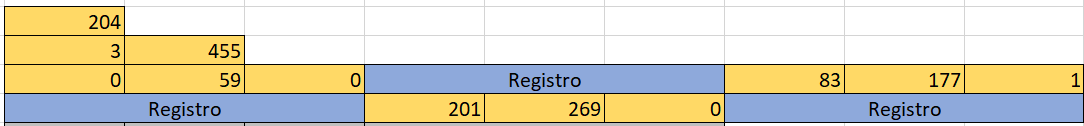 204
3 455
0 59 0 Registro 83 177 1
Registro 201 269 0 Registro